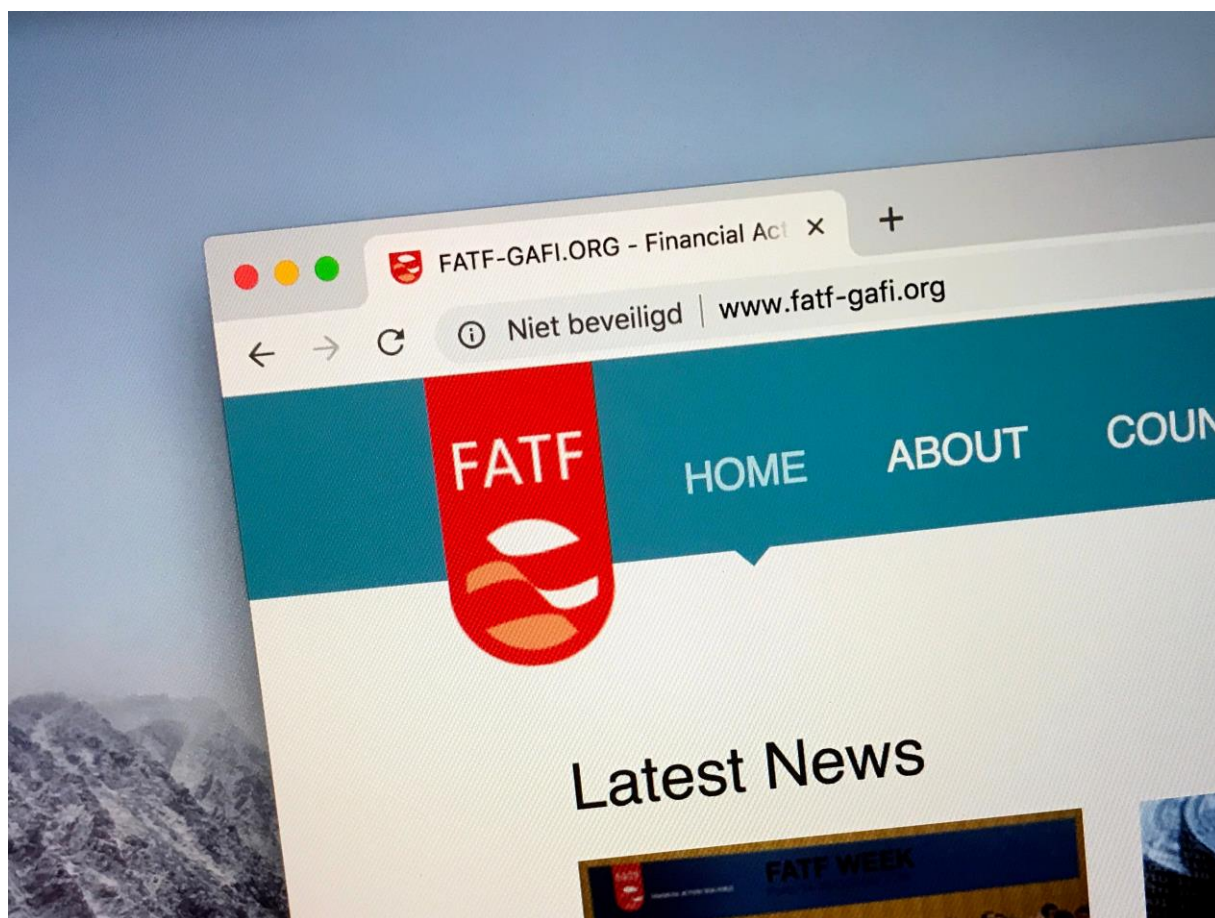 FATF-GAFI.ORG - Financial Act
Niet beveiligd www.fatf-gafi.org
FATF
HOME
ABOUT
COUN
Latest News
FATF WEEK